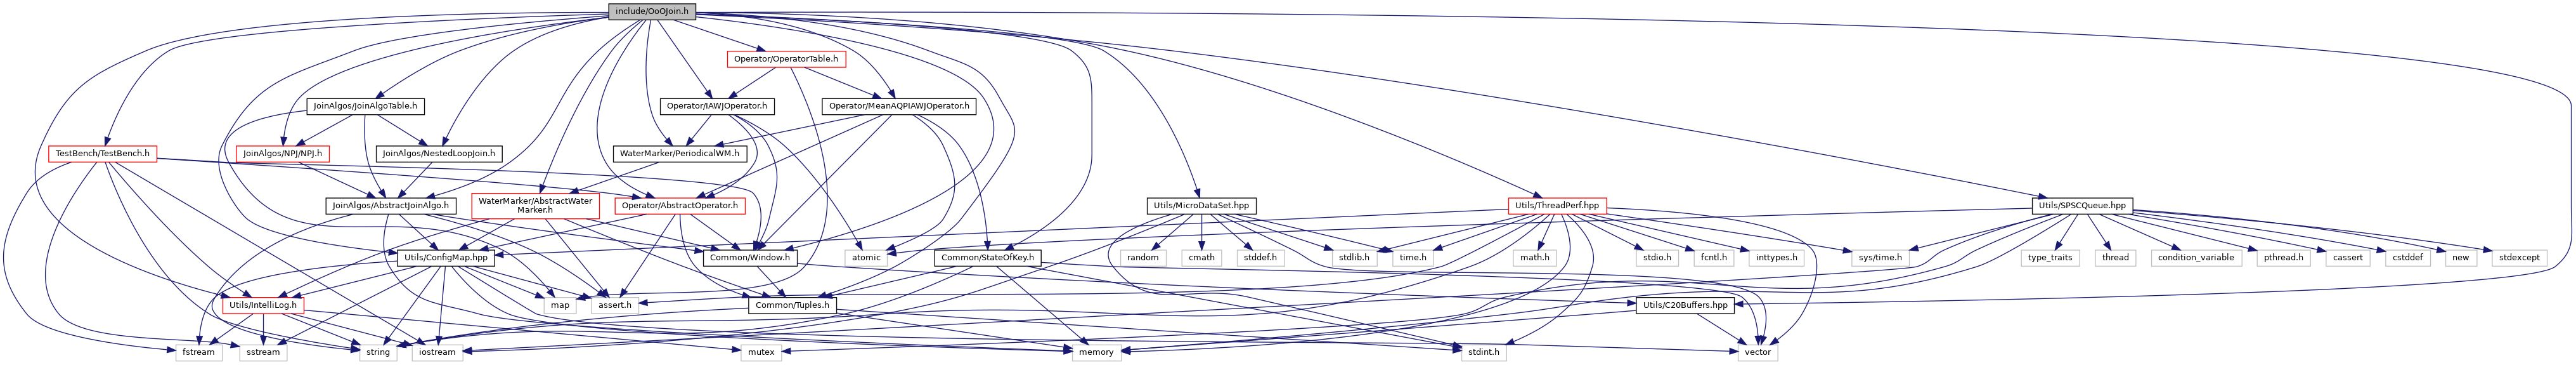 include/OoOJoin.h
Operator/OperatorTable.h
JoinAlgos/JoinAlgoTable.h
Operator/IAWJOperator.h
Operator/MeanAQPIAWJOperator.h
TestBench/TestBench.h
JoinAlgos/NPJ/NPJ.h
JoinAlgos/NestedLoopJoin.h
WaterMarker/PeriodicalWM.h
JoinAlgos/AbstractJoinAlgo.h
WaterMarker/AbstractWater
Marker.h
Operator/AbstractOperator.h
Utils/MicroDataSet.hpp
Utils/ThreadPerf.hpp
Utils/SPSCQueue.hpp
Utils/ConfigMap.hpp
Common/Window.h
atomic
Common/StateOfKey.h
random
cmath
stddef.h
stdlib.h
time.h
math.h
stdio.h
fcntl.h
inttypes.h
sys/time.h
type_traits
thread
condition_variable
pthread.h
cassert
cstddef
new
stdexcept
Utils/IntelliLog.h
map
assert.h
Common/Tuples.h
Utils/C20Buffers.hpp
fstream
sstream
string
iostream
mutex
memory
stdint.h
vector